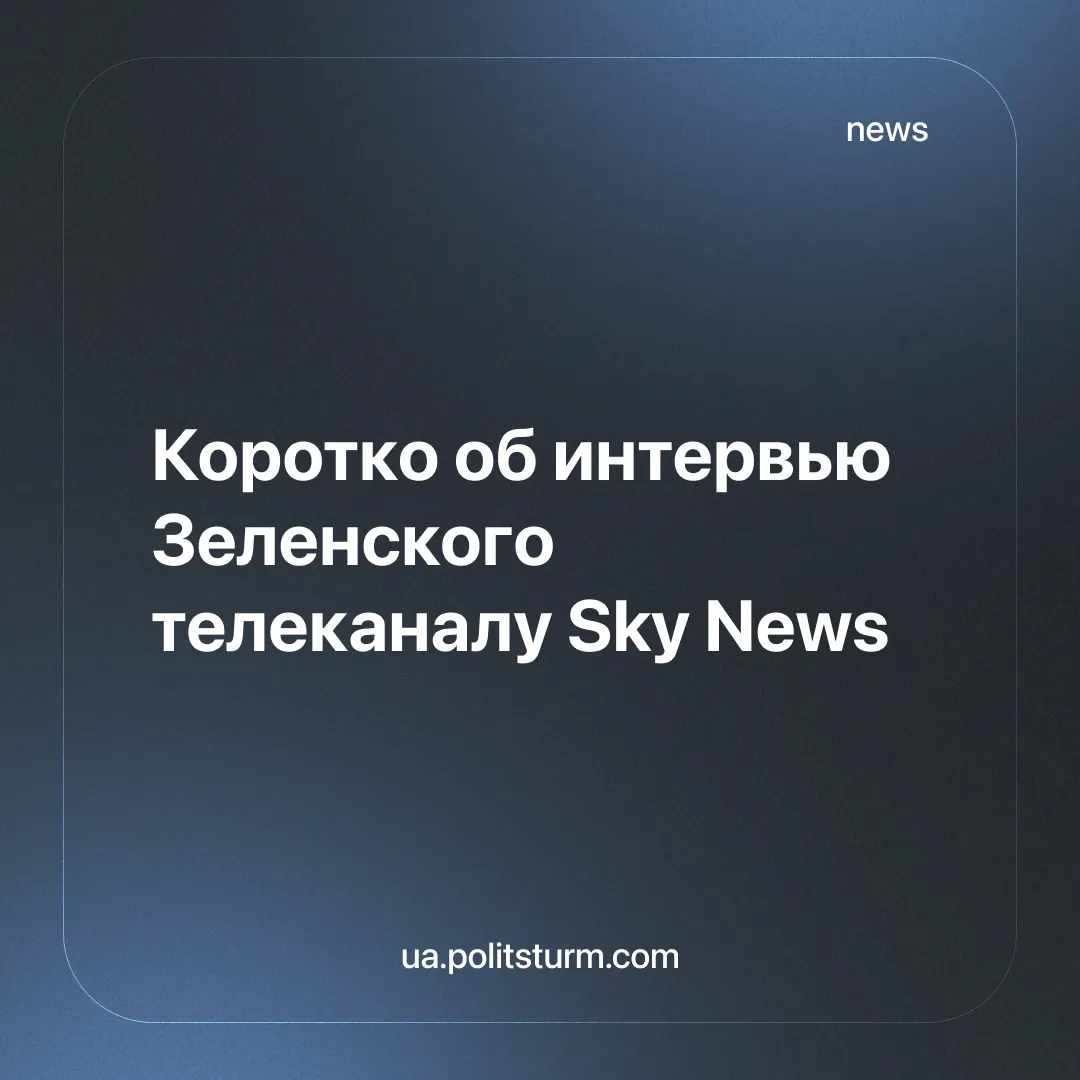 news
Коротко об интервью
Зеленского
телеканалу Sky News
ua.politsturm.com